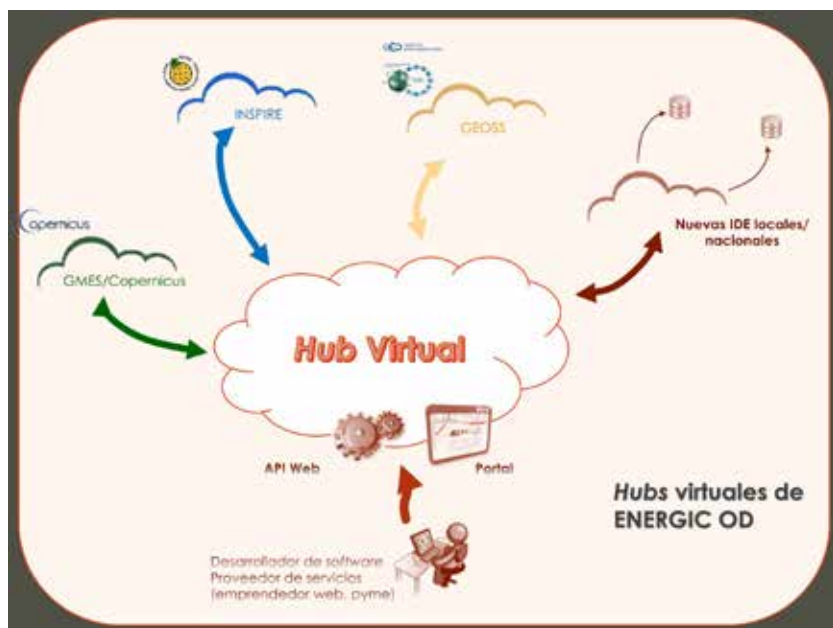 INSPIRE
GEOSS
opernicus
GMES/Copernicus
Nuevas IDE locales/
nacionales
Hub Virtual
API Web
Portal
Hubs virtuales de
ENERGIC OD
Desarrollador de software
Proveedor de servicios
(emprendedor web, pyme)